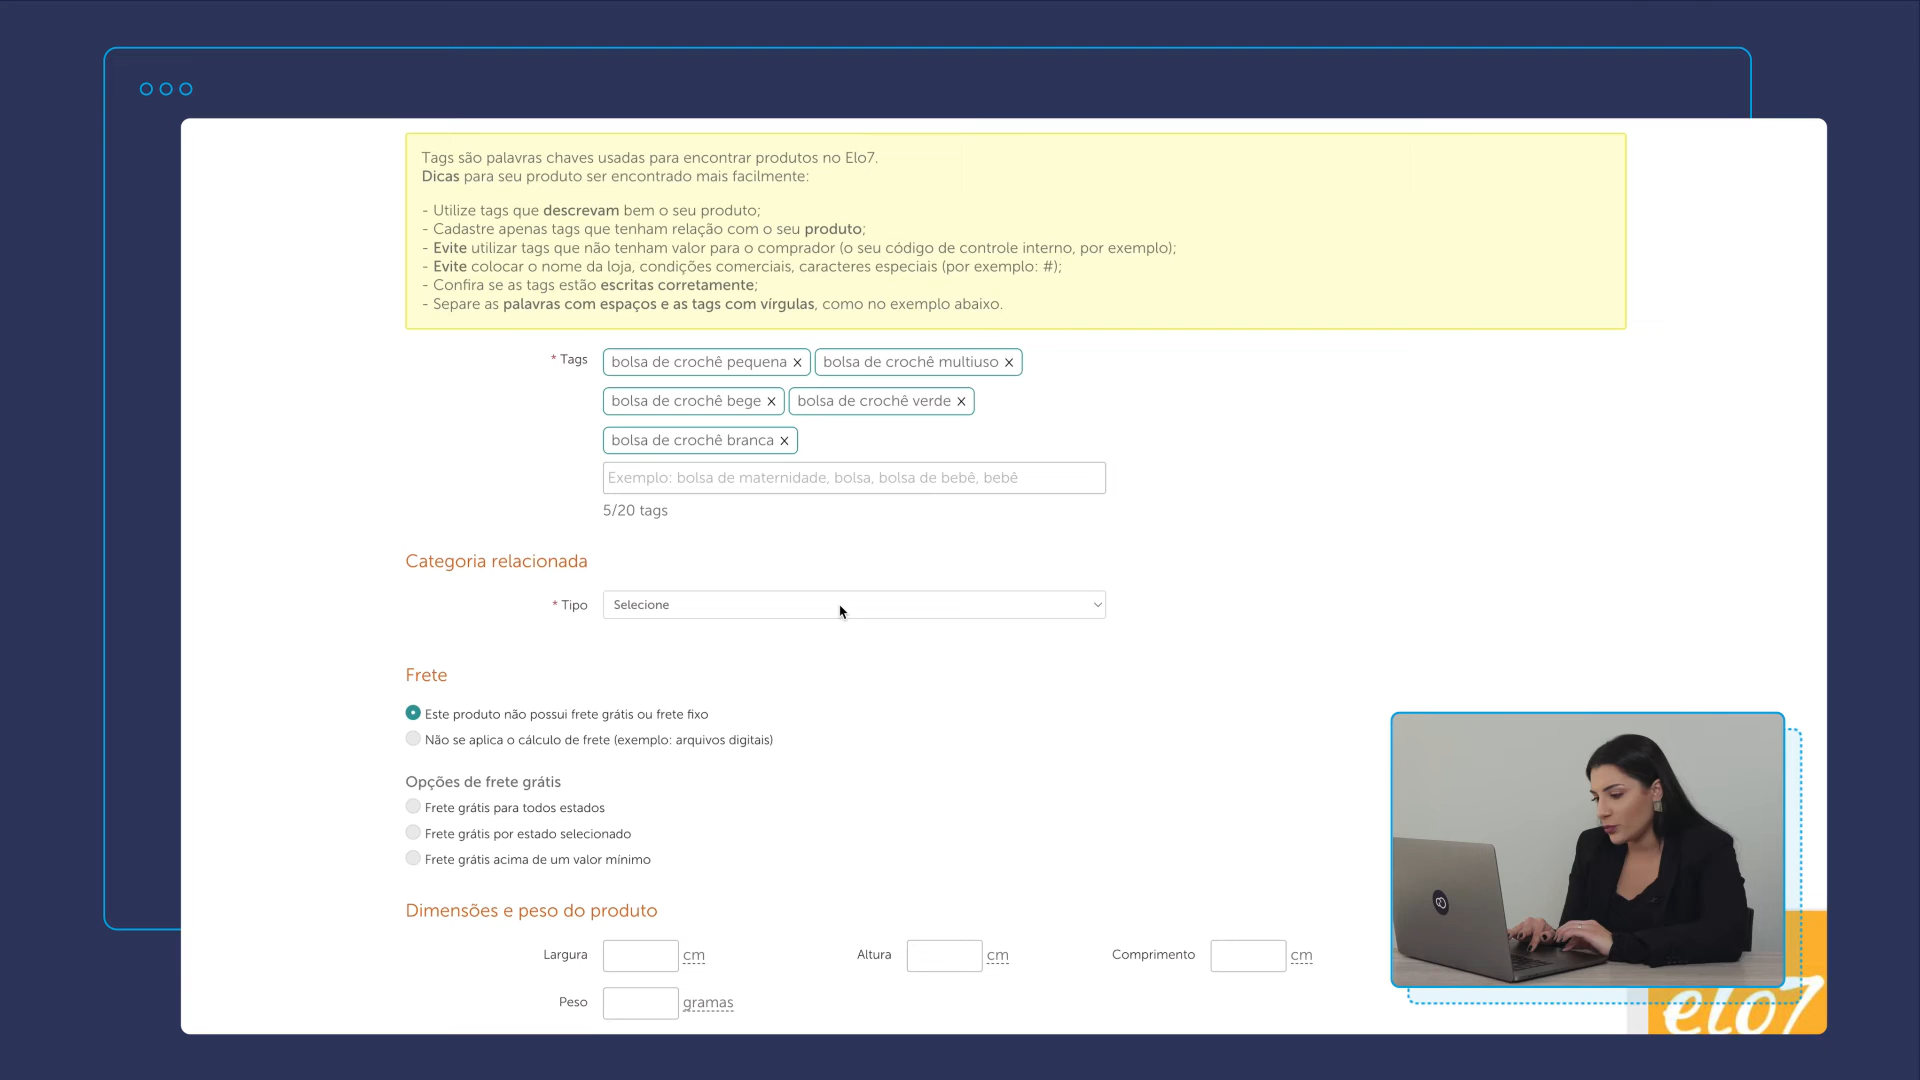 Tags são palavras chaves usadas para encontrar produtos no Elo7.
Dicas para seu produto ser encontrado mais facilmente:
- Utilize tags que descrevam bem o seu produto;
- Cadastre apenas tags que tenham relação com o seu produto;
- Evite utilizar tags que não tenham valor para o comprador (o seu código de controle interno, por exemplo);
- Evite colocar o nome da loja, condições comerciais, caracteres especiais (por exemplo: #);
- Confira se as tags estão escritas corretamente;
- Separe as palavras com espaços e as tags com vírgulas, como no exemplo abaixo.
* Tags bolsa de crochê pequena x bolsa de crochê multiuso x
bolsa de crochê bege x bolsa de crochê verde x
bolsa de crochê branca x
Exemplo: bolsa de maternidade, bolsa, bolsa de bebê, bebê
5/20 tags
Categoria relacionada
* Tipo Selecione
Frete
Este produto não possui frete grátis ou frete fixo
Não se aplica o cálculo de frete (exemplo: arquivos digitais)
Opções de frete grátis
Frete grátis para todos estados
Frete grátis por estado selecionado
Frete grátis acima de um valor mínimo
Dimensões e peso do produto
Largura cm Altura cm Comprimento cm
Peso gramas
elo7